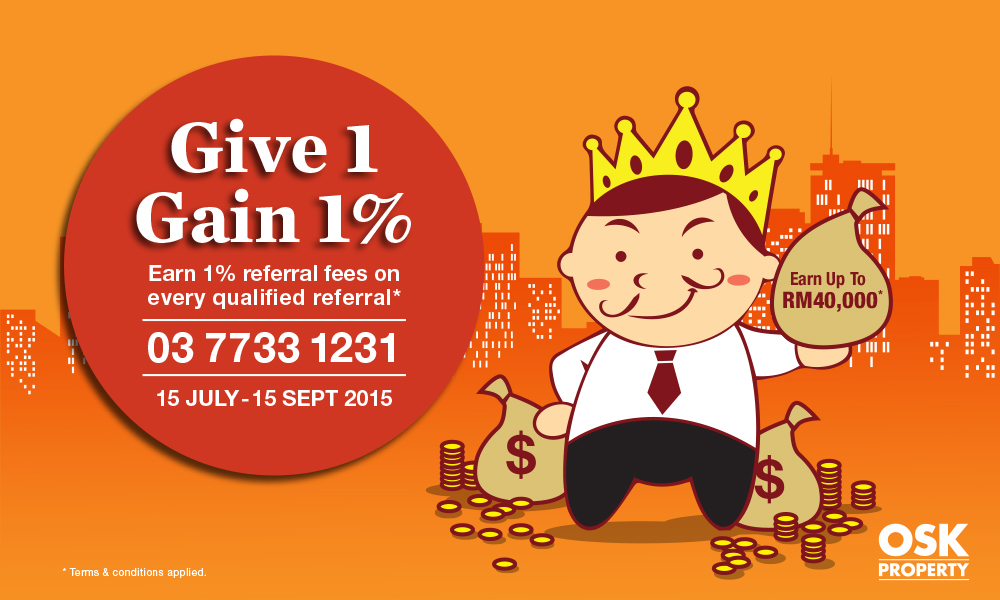 Give 1
Gain 1%
Earn 1% referral fees on
every qualified referral*
03 7733 1231
15 JULY - 15 SEPT 2015
Earn Up To
RM40,000*
$
$
* Terms & conditions applied.
OSK
PROPERTY